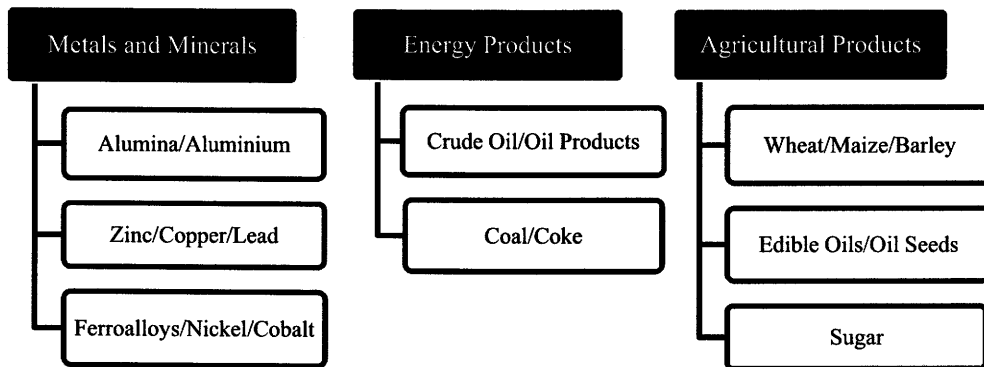 Metals and Minerals
Alumina/Aluminium
Zinc/Copper/Lead
Ferroalloys/Nickel/Cobalt
Energy Products
Crude Oil/Oil Products
Coal/Coke
Agricultural Products
Wheat/Maize/Barley
Edible Oils/Oil Seeds
Sugar